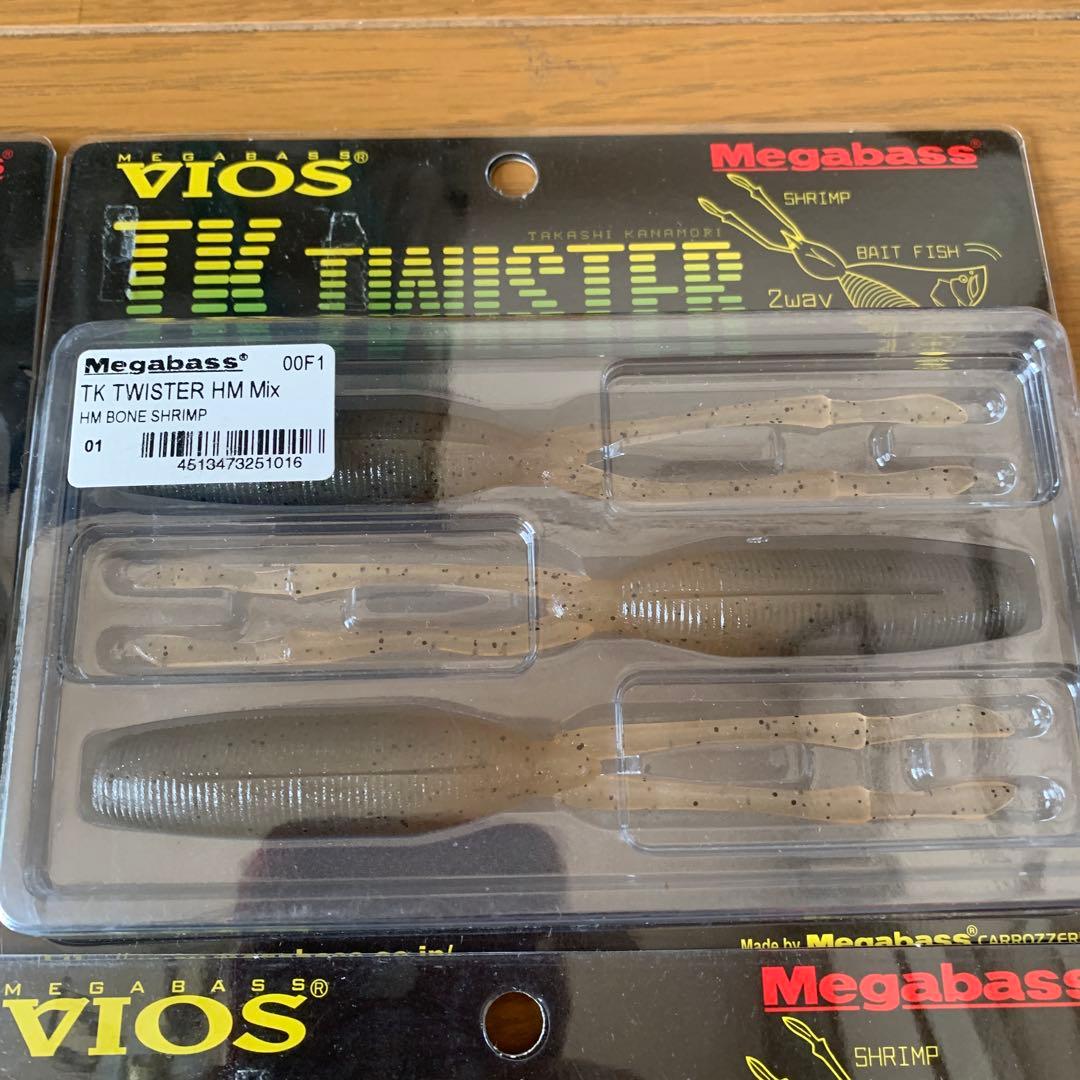 MEGABASS®
VIOS
Megabass®
TK TWISTER
TAKASHI KANAMORI
SHRIMP
BAIT FISH
2way
Megabass® 00F1
TK TWISTER HM Mix
HM BONE SHRIMP
01
4513473251016
Made by Megabass® CARROZZERI
MEGABASS®
VIOS
Megabass
SHRIMP